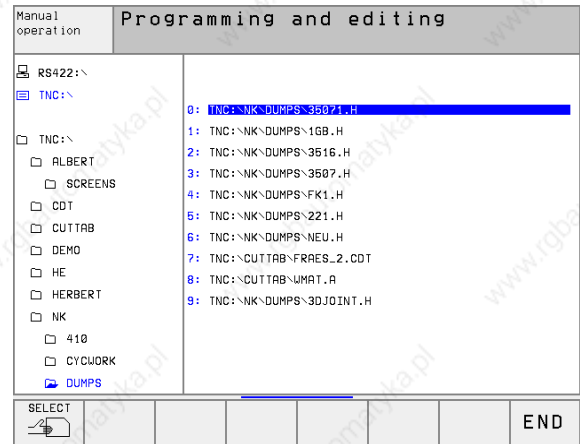 Manual
operation
Programming and editing
RS422:\
TNC:\
TNC:\
ALBERT
SCREENS
CDT
CUTTAB
DEMO
HE
HERBERT
NK
410
CYCWORK
DUMPS
0: TNC:\NK\DUMPS\35071.H
1: TNC:\NK\DUMPS\1GB.H
2: TNC:\NK\DUMPS\3516.H
3: TNC:\NK\DUMPS\3507.H
4: TNC:\NK\DUMPS\FK1.H
5: TNC:\NK\DUMPS\221.H
6: TNC:\NK\DUMPS\NEU.H
7: TNC:\CUTTAB\FRAES_2.CDT
8: TNC:\CUTTAB\WMAT.A
9: TNC:\NK\DUMPS\3DJOINT.H
SELECT
END
www.rgbautomatyka.pl